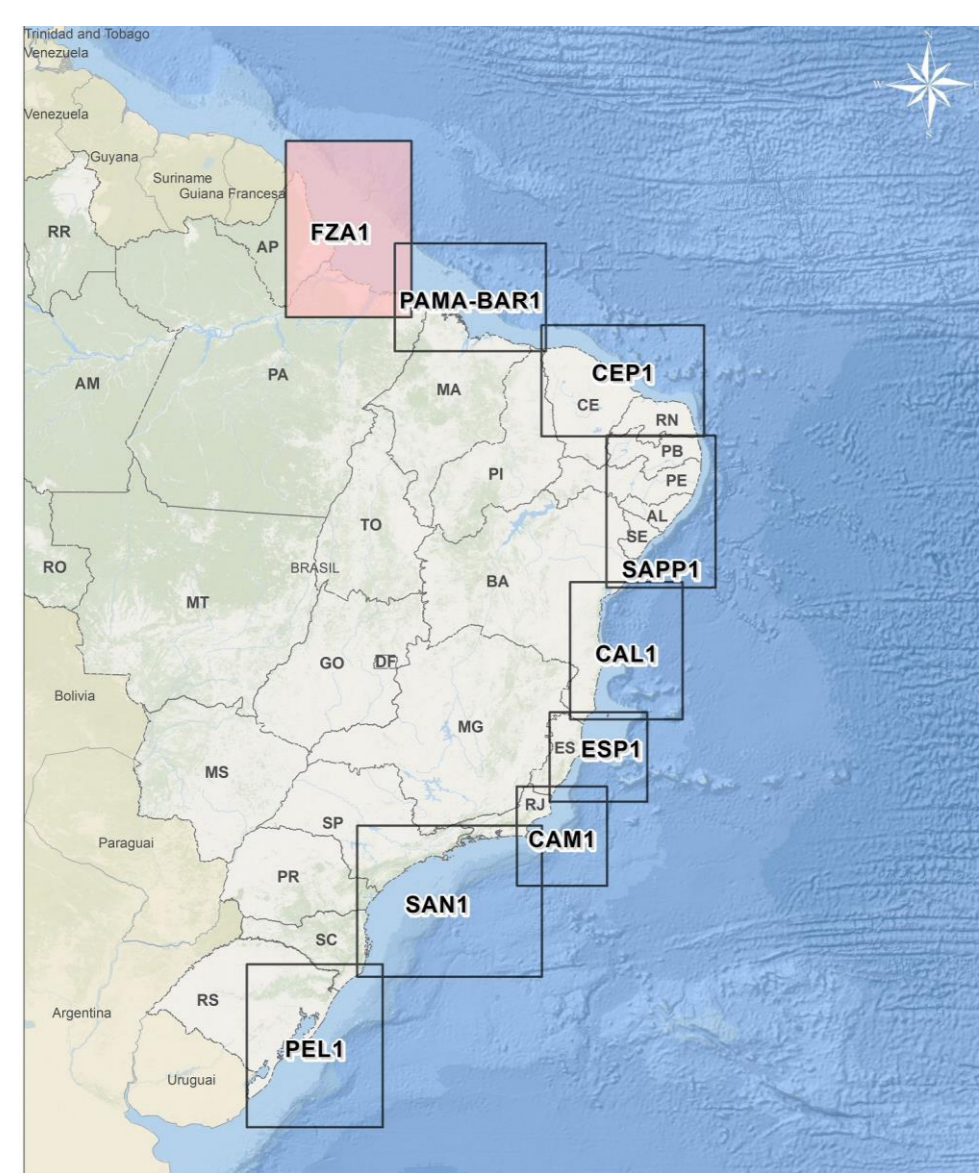 Trinidad and Tobago
Venezuela
N
W
S
Venezuela
Guyana
Suriname
Guiana Francesa
RR
AP
FZA1
PAMA-BAR1
AM
PA
MA
CEP1
CE
RN
PB
PI
PE
AL
TO
SE
RO
BRASIL
SAPP1
BA
MT
CAL1
GO
DF
Bolivia
MG
ES
ESP1
MS
RJ
SP
CAM1
Paraguai
PR
SAN1
SC
RS
Argentina
PEL1
Uruguai